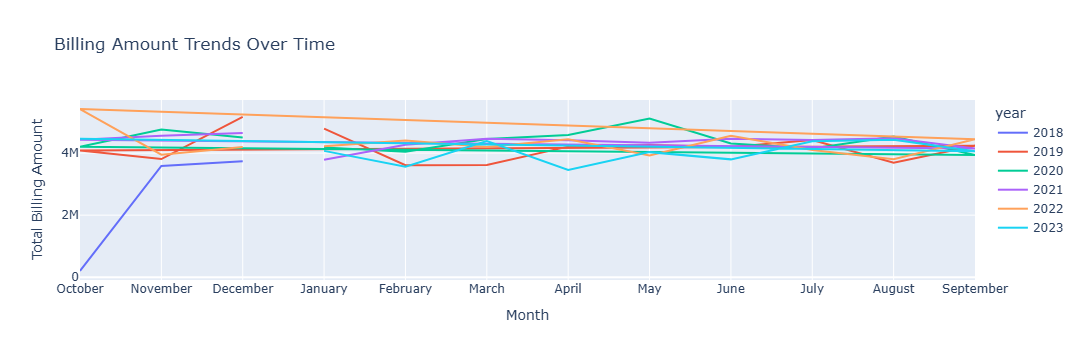 Billing Amount Trends Over Time
Total Billing Amount
4M
2M
0
October November December January February March April May June July August September
Month
year
2018
2019
2020
2021
2022
2023